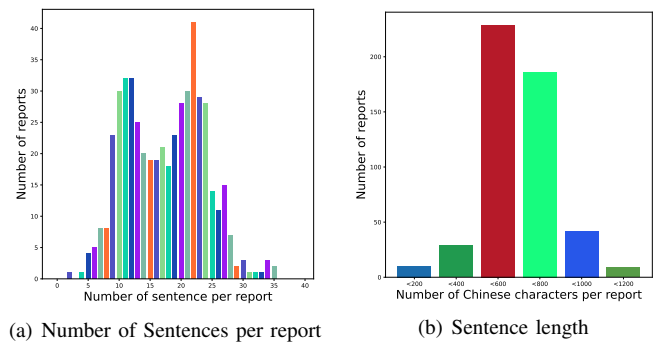 40
35
30
25
20
15
10
5
0
Number of reports
0 5 10 15 20 25 30 35 40
Number of sentence per report
(a) Number of Sentences per report
200
150
100
50
0
Number of reports
<200 <400 <600 <800 <1000 <1200
Number of Chinese characters per report
(b) Sentence length